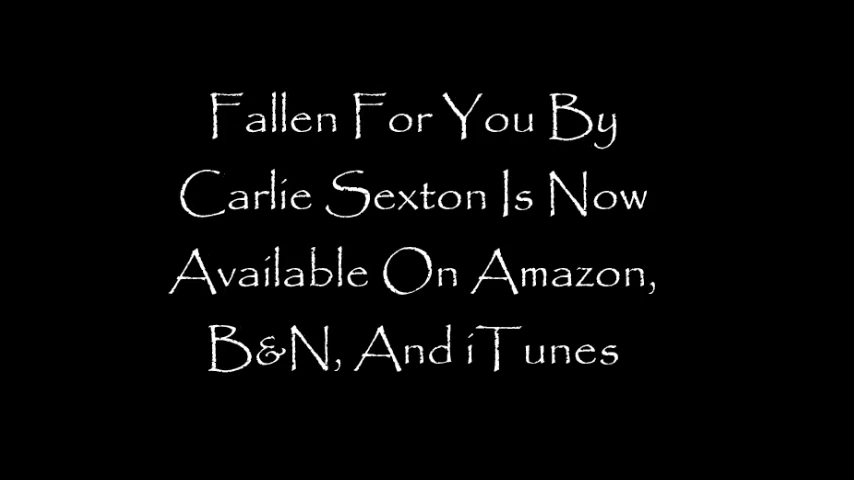 Fallen For You By
Carlie Sexton Is Now
Available On Amazon,
B&N, And iTunes